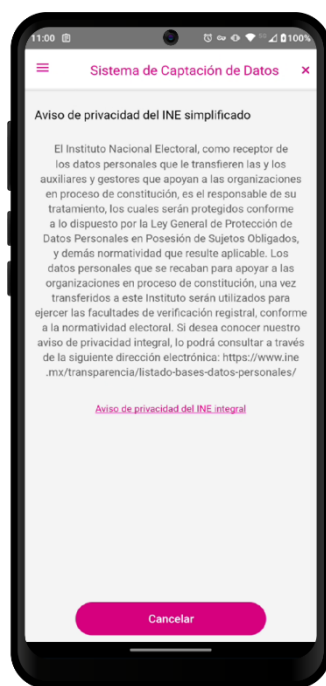 11:00
100%
Sistema de Captación de Datos ×
Aviso de privacidad del INE simplificado
El Instituto Nacional Electoral, como receptor de
los datos personales que le transfieren las y los
auxiliares y gestores que apoyan a las organizaciones
en proceso de constitución, es el responsable de su
tratamiento, los cuales serán protegidos conforme
a lo dispuesto por la Ley General de Protección de
Datos Personales en Posesión de Sujetos Obligados,
y demás normatividad que resulte aplicable. Los
datos personales que se recaban para apoyar a las
organizaciones en proceso de constitución, una vez
transferidos a este Instituto serán utilizados para
ejercer las facultades de verificación registral, conforme
a la normatividad electoral. Si desea conocer nuestro
aviso de privacidad integral, lo podrá consultar a través
de la siguiente dirección electrónica: https://www.ine
.mx/transparencia/listado-bases-datos-personales/
Aviso de privacidad del INE integral
Cancelar